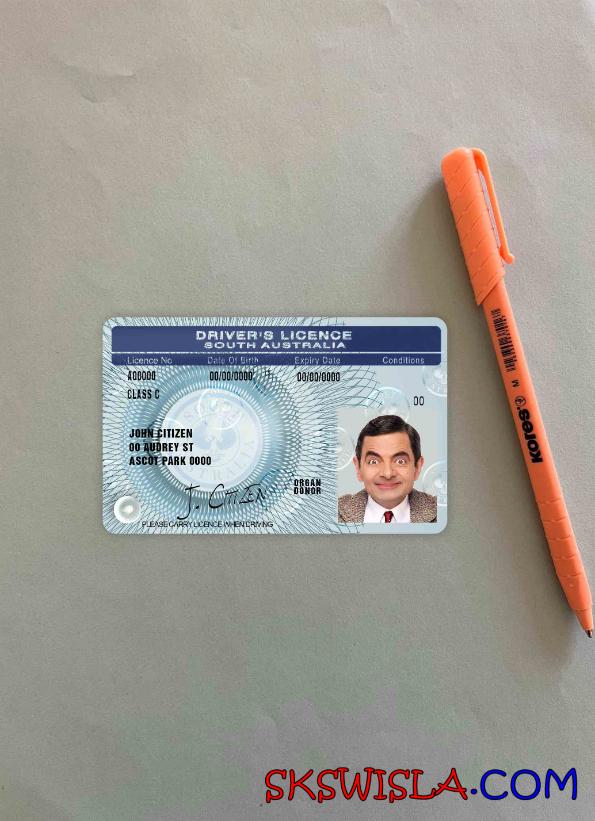 DRIVER'S LICENCE
SOUTH AUSTRALIA
Licence No Date Of Birth Expiry Date Conditions
A00000 00/00/0000 00/00/0000
CLASS C 00
JOHN CITIZEN
00 AUDREY ST
ASCOT PARK 0000
ORGAN
DONOR
J. CITIZEN
PLEASE CARRY LICENCE WHEN DRIVING
M
Kores
SKSWISLA.COM